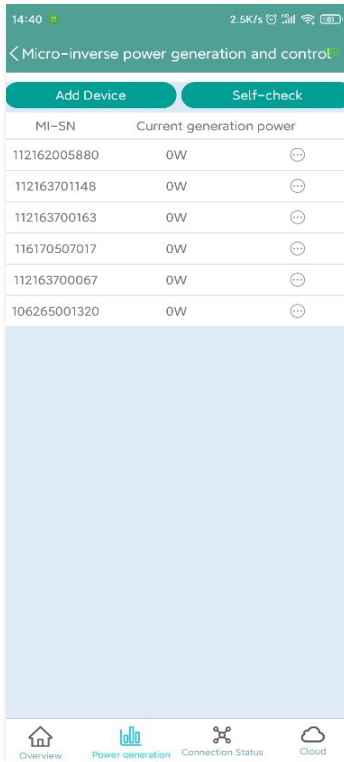 14:40 2.5K/s 61
Micro-inverse power generation and control
Add Device Self-check
MI-SN Current generation power
112162005880 0W
112163701148 0W
112163700163 0W
116170507017 0W
112163700067 0W
106265001320 0W
Overview Power generation Connection Status Cloud